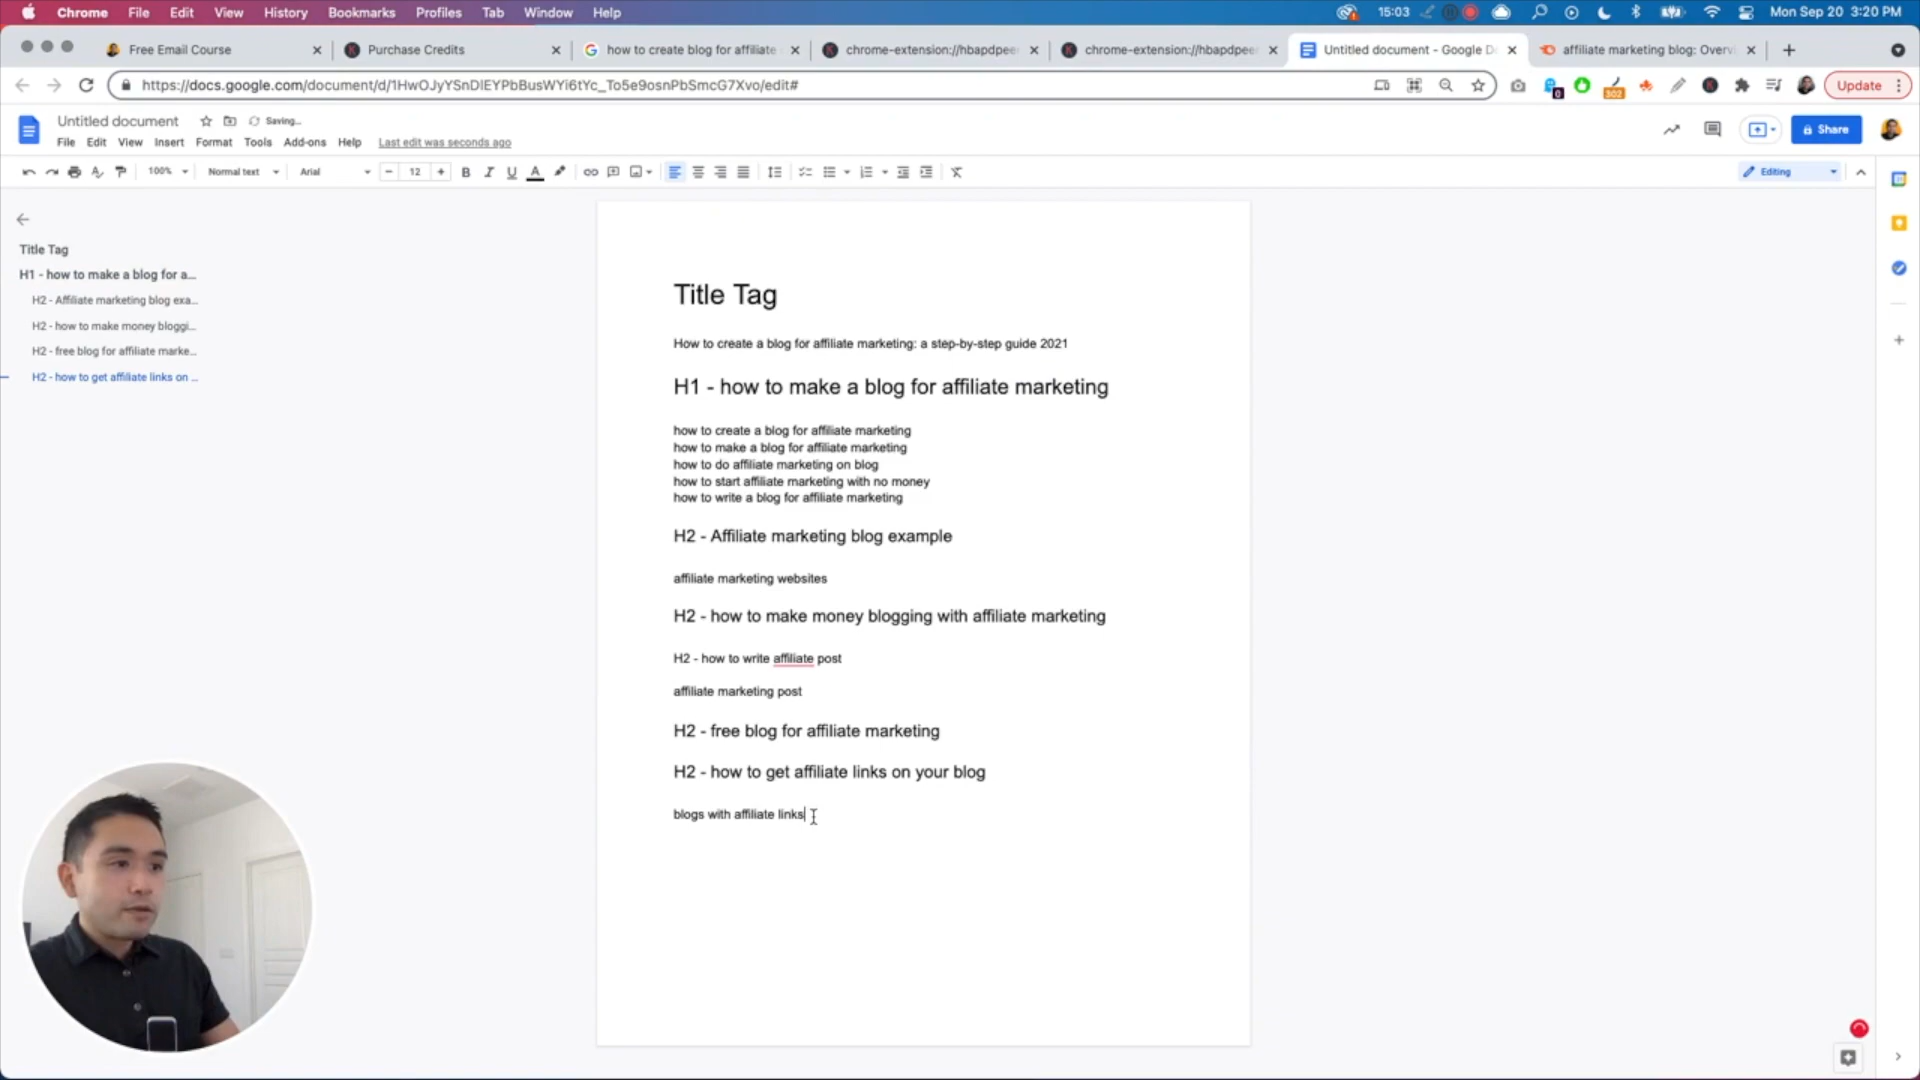 Chrome File Edit View History Bookmarks Profiles Tab Window Help 15:03 Mon Sep 20 3:20 PM
Free Email Course
Purchase Credits
how to create blog for affiliate
chrome-extension://hbapdpee
chrome-extension://hbapdpee
Untitled document - Google D
affiliate marketing blog: Overv
https://docs.google.com/document/d/1HwOJyYSnDlEYPbBusWYi6tYc_To5e9osnPbSmcG7Xvo/edit#
0
302
Update
Untitled document
Saving...
File Edit View Insert Format Tools Add-ons Help Last edit was seconds ago
Share
100% Normal text Arial 12
Editing
Title Tag
H1 - how to make a blog for a...
H2 - Affiliate marketing blog exa...
H2 - how to make money bloggi...
H2 - free blog for affiliate marke...
H2 - how to get affiliate links on ...
Title Tag
How to create a blog for affiliate marketing: a step-by-step guide 2021
H1 - how to make a blog for affiliate marketing
how to create a blog for affiliate marketing
how to make a blog for affiliate marketing
how to do affiliate marketing on blog
how to start affiliate marketing with no money
how to write a blog for affiliate marketing
H2 - Affiliate marketing blog example
affiliate marketing websites
H2 - how to make money blogging with affiliate marketing
H2 - how to write affiliate post
affiliate marketing post
H2 - free blog for affiliate marketing
H2 - how to get affiliate links on your blog
blogs with affiliate links